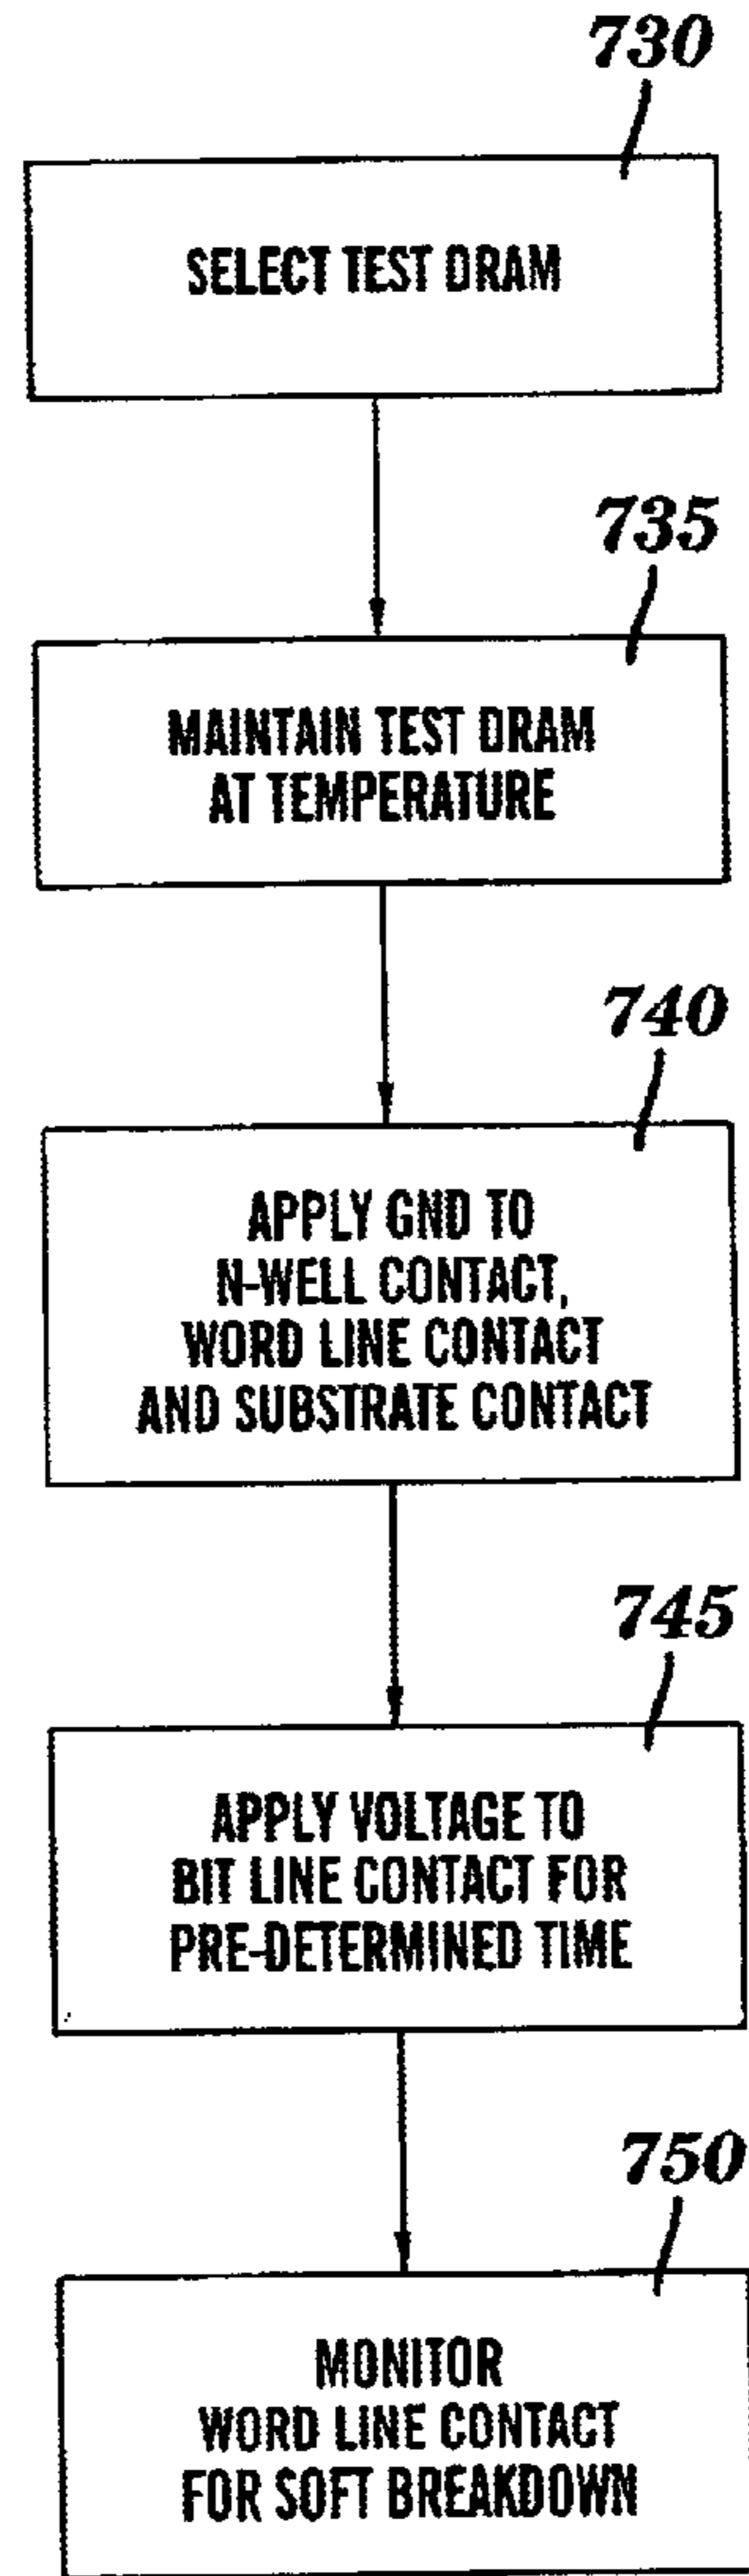 730
SELECT TEST DRAM
735
MAINTAIN TEST DRAM
AT TEMPERATURE
740
APPLY GND TO
N-WELL CONTACT,
WORD LINE CONTACT
AND SUBSTRATE CONTACT
745
APPLY VOLTAGE TO
BIT LINE CONTACT FOR
PRE-DETERMINED TIME
750
MONITOR
WORD LINE CONTACT
FOR SOFT BREAKDOWN